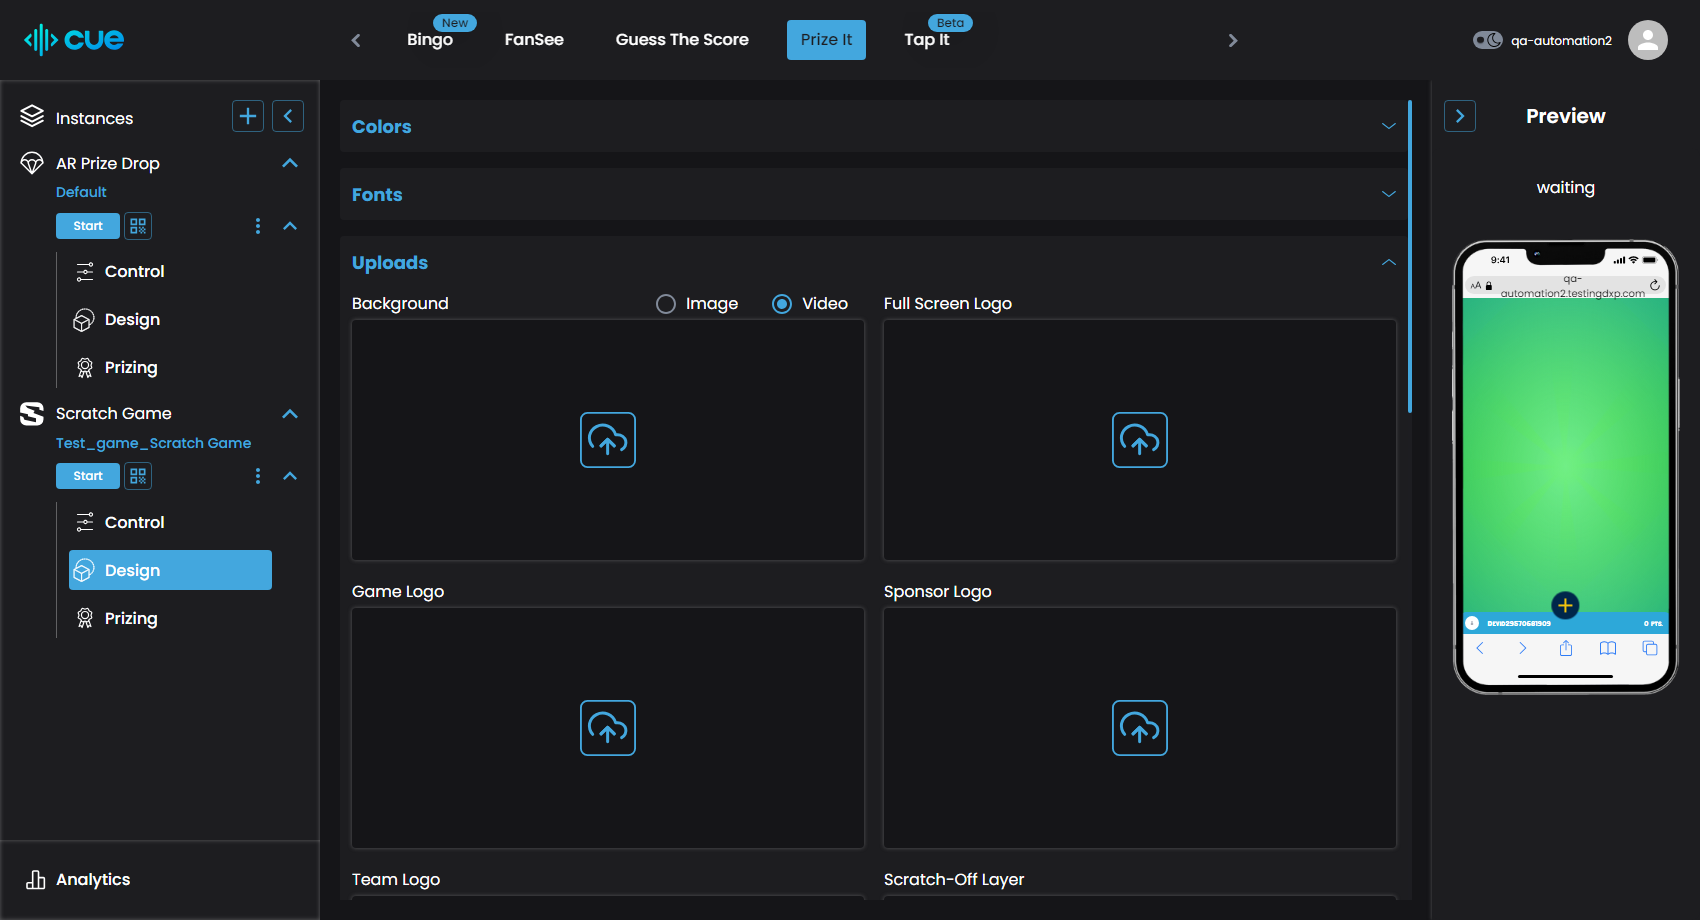 cue
New
Bingo
FanSee
Guess The Score
Prize It
Beta
Tap It
qa-automation2
Instances
AR Prize Drop
Default
Start
Control
Design
Prizing
Scratch Game
Test_game_Scratch Game
Start
Control
Design
Prizing
Analytics
Colors
Fonts
Uploads
Background
Image
Video
Full Screen Logo
Game Logo
Sponsor Logo
Team Logo
Scratch-Off Layer
Preview
waiting
9:41
AA
qa-
automation2.testingdxp.com
0 PTS.